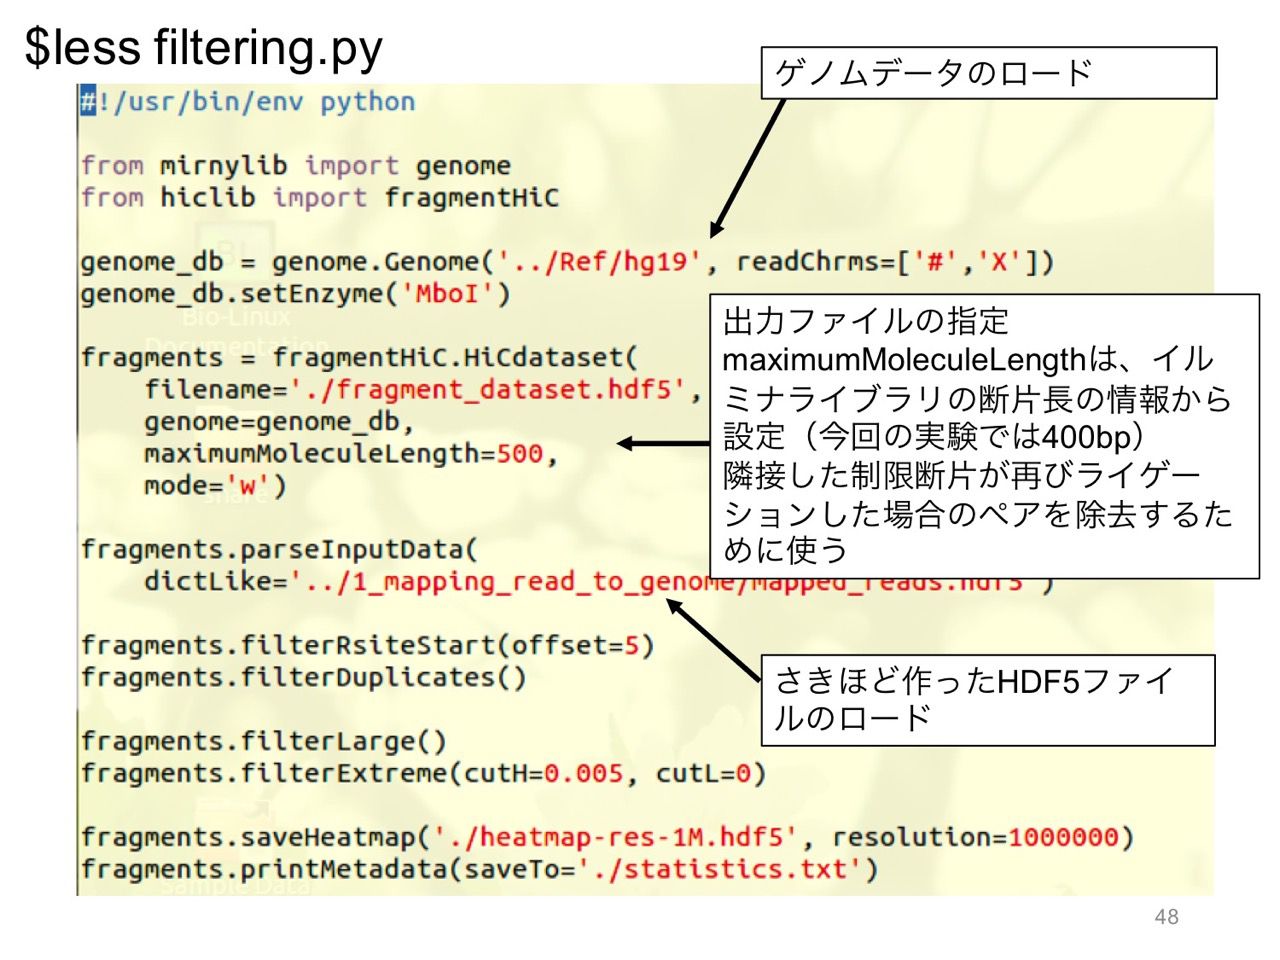 $less filtering.py
ゲノムデータのロード
#!/usr/bin/env python
from mirnylib import genome
from hiclib import fragmentHiC
genome_db = genome.Genome('../Ref/hg19', readChrms=['#','X'])
genome_db.setEnzyme('MboI')
fragments = fragmentHiC.HiCdataset(
filename='./fragment_dataset.hdf5',
genome=genome_db,
maximumMoleculeLength=500,
mode='w')
出力ファイルの指定
maximumMoleculeLengthは、イル
ミナライブラリの断片長の情報から
設定（今回の実験では400bp）
隣接した制限断片が再びライゲー
ションした場合のペアを除去するた
めに使う
fragments.parseInputData(
dictLike='../1_mapping_read_to_genome/mapped_reads.hdf5')
fragments.filterRsiteStart(offset=5)
fragments.filterDuplicates()
さきほど作ったHDF5ファイ
ルのロード
fragments.filterLarge()
fragments.filterExtreme(cutH=0.005, cutL=0)
fragments.saveHeatmap('./heatmap-res-1M.hdf5', resolution=1000000)
fragments.printMetadata(saveTo='./statistics.txt')
Bio-Linux
Documentation
Share
Sample Data
48